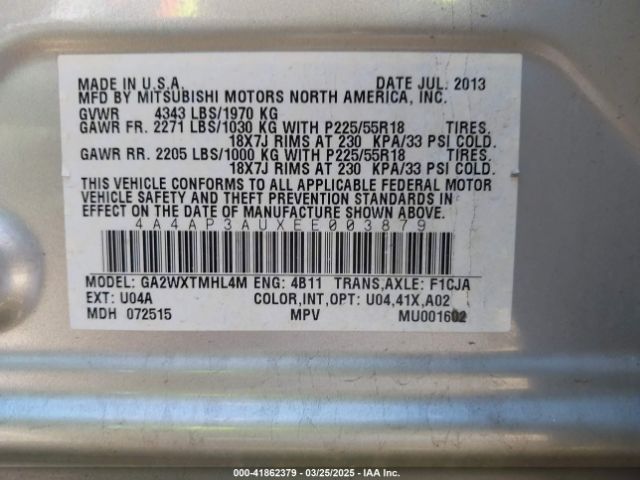 MADE IN U.S.A. DATE JUL. 2013
MFD BY MITSUBISHI MOTORS NORTH AMERICA, INC.
GVWR 4343 LBS/1970 KG
GAWR FR. 2271 LBS/1030 KG WITH P225/55R18 TIRES.
18X7J RIMS AT 230 KPA/33 PSI COLD.
GAWR RR. 2205 LBS/1000 KG WITH P225/55R18 TIRES.
18X7J RIMS AT 230 KPA/33 PSI COLD.
THIS VEHICLE CONFORMS TO ALL APPLICABLE FEDERAL MOTOR
VEHICLE SAFETY AND THEFT PREVENTION STANDARDS IN
EFFECT ON THE DATE OF MANUFACTURE SHOWN ABOVE.
4A4AP3AUXEE003879
MODEL: GA2WXTMHL4M ENG: 4B11 TRANS,AXLE: F1CJA
EXT: U04A COLOR,INT,OPT: U04,41X,A02
MDH 072515 MPV MU001602
000-41862379 - 03/25/2025 - IAA Inc.